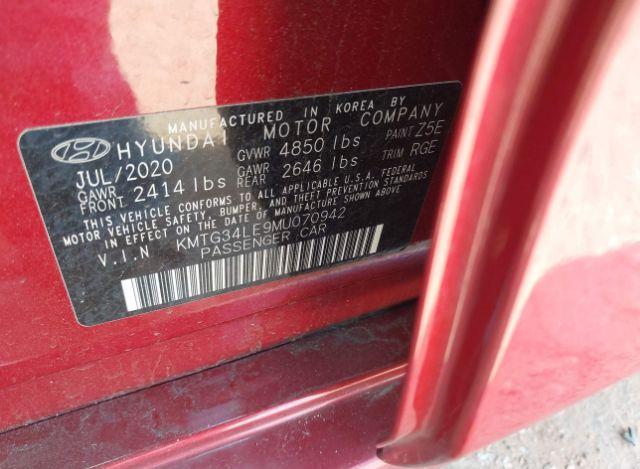 MANUFACTURED IN KOREA BY
HYUNDAI MOTOR COMPANY
JUL/2020 GVWR 4850 lbs PAINT Z5E
GAWR FRONT 2414 lbs GAWR REAR 2646 lbs TRIM RGE
THIS VEHICLE CONFORMS TO ALL APPLICABLE U.S.A. FEDERAL
MOTOR VEHICLE SAFETY, BUMPER, AND THEFT PREVENTION STANDARDS
IN EFFECT ON THE DATE OF MANUFACTURE SHOWN ABOVE
V.I.N KMTG34LE9MU070942
PASSENGER CAR